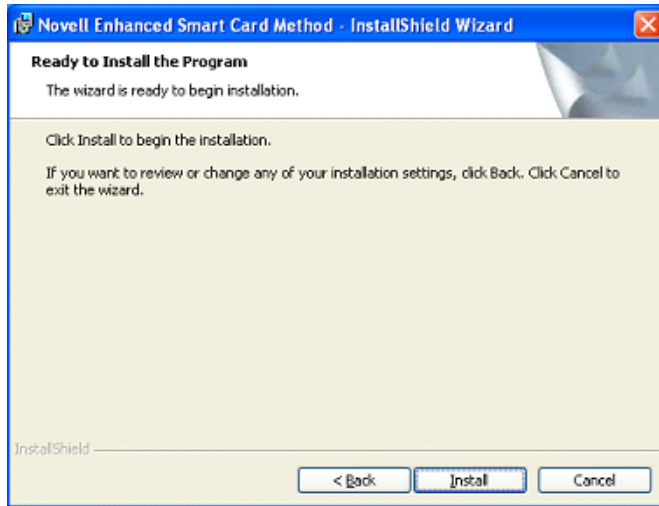 Novell Enhanced Smart Card Method - InstallShield Wizard
Ready to Install the Program
The wizard is ready to begin installation.
Click Install to begin the installation.
If you want to review or change any of your installation settings, click Back. Click Cancel to
exit the wizard.
InstallShield
< Back
Install
Cancel